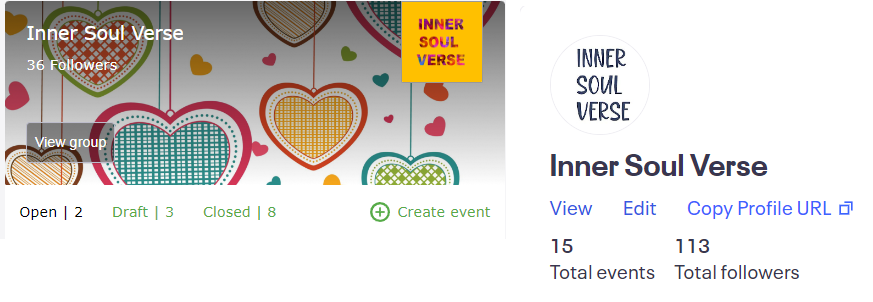 Inner Soul Verse
36 Followers
INNER
SOUL
VERSE
View group
Open | 2
Draft | 3
Closed | 8
Create event
INNER
SOUL
VERSE
Inner Soul Verse
View Edit Copy Profile URL
15 113
Total events Total followers